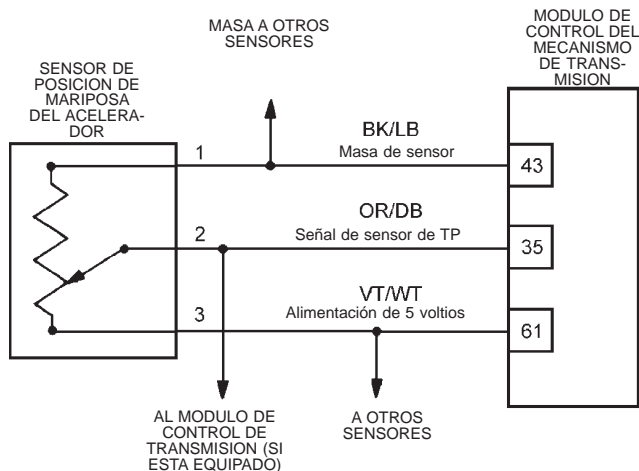 MASA A OTROS
SENSORES
MODULO DE
CONTROL DEL
MECANISMO
DE TRANS-
MISION
SENSOR DE
POSICION DE
MARIPOSA
DEL ACELERA-
DOR
1
BK/LB
Masa de sensor
43
2
OR/DB
Señal de sensor de TP
35
3
VT/WT
Alimentación de 5 voltios
61
AL MODULO DE
CONTROL DE
TRANSMISION (SI
ESTA EQUIPADO)
A OTROS
SENSORES